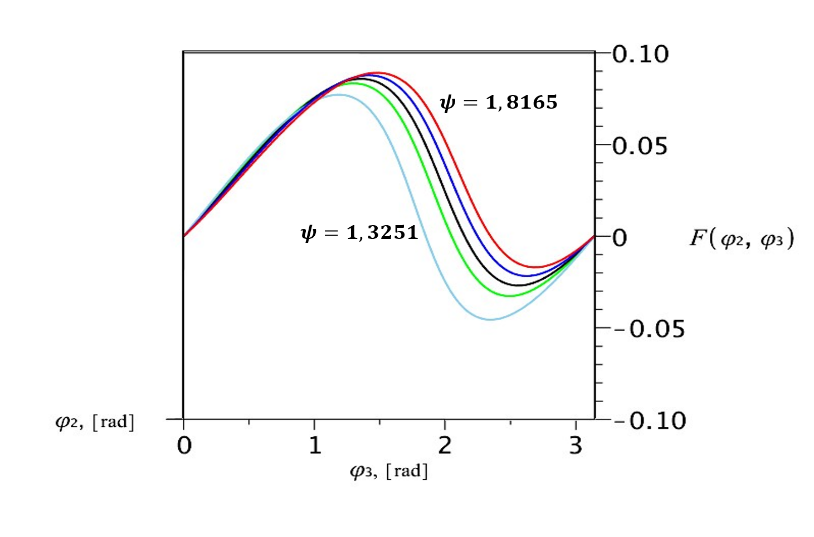 0.10
ψ = 1,8165
0.05
ψ = 1,3251
0
F(φ2, φ3)
−0.05
φ2, [rad]
−0.10
0 1 2 3
φ3, [rad]